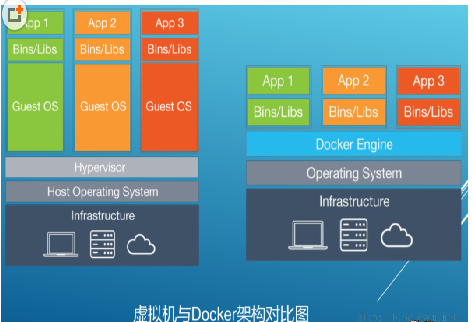 App 1 App 2 App 3
Bins/Libs Bins/Libs Bins/Libs
Guest OS Guest OS Guest OS
Hypervisor
Host Operating System
Infrastructure
App 1 App 2 App 3
Bins/Libs Bins/Libs Bins/Libs
Docker Engine
Operating System
Infrastructure
虚拟机与Docker架构对比图